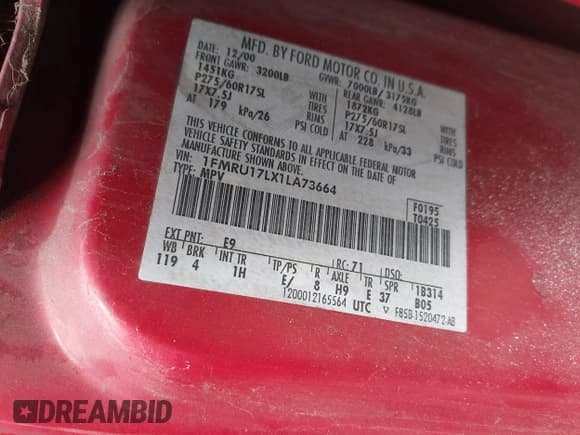 MFD. BY FORD MOTOR CO. IN U.S.A.
DATE: 12/00 GVWR: 7000LB/ 3175KG
FRONT GAWR: 3200LB REAR GAWR: 4128LB
1451KG WITH 1872KG WITH
P275/60R17SL TIRES P275/60R17SL TIRES
17X7.5J RIMS 17X7.5J RIMS
AT 179 kPa/26 PSI COLD AT 228 kPa/33 PSI COLD
THIS VEHICLE CONFORMS TO ALL APPLICABLE FEDERAL MOTOR
VEHICLE SAFETY STANDARDS IN EFFECT ON THE DATE OF MANUFACTURE
SHOWN ABOVE.
VIN: 1FMRU17LX1LA73664
TYPE: MPV
F0195
T0425
EXT PNT: E9 RC: 71 DSO:
WB BRK INT TR TP/PS R AXLE TR SPR 1B314
119 4 1H E/ 8 H9 E 37 B05
1200012165564 UTC ▽ F85B-1520472-AB
DREAMBID